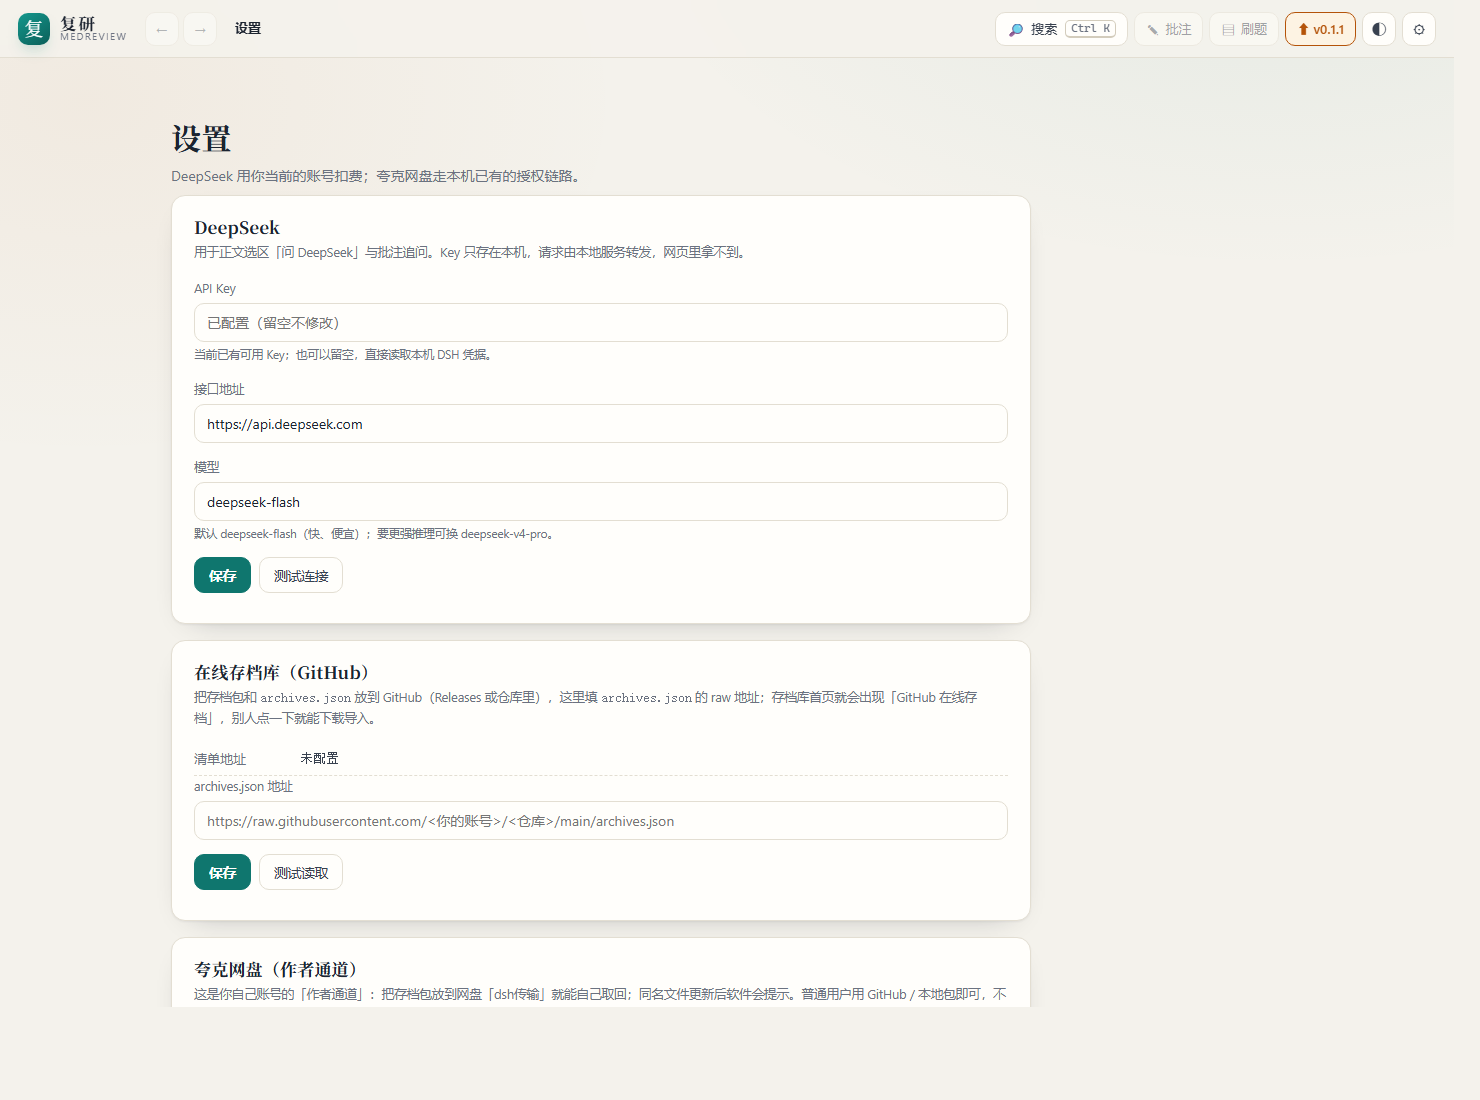 复 复研
MEDREVIEW
← → 设置
搜索 Ctrl K 批注 刷题 v0.1.1
设置
DeepSeek 用你当前的账号扣费；夸克网盘走本机已有的授权链路。
DeepSeek
用于正文选区「问 DeepSeek」与批注追问。Key 只存在本机，请求由本地服务转发，网页里拿不到。
API Key
已配置（留空不修改）
当前已有可用 Key；也可以留空，直接读取本机 DSH 凭据。
接口地址
https://api.deepseek.com
模型
deepseek-flash
默认 deepseek-flash（快、便宜）；要更强推理可换 deepseek-v4-pro。
保存 测试连接
在线存档库（GitHub）
把存档包和 archives.json 放到 GitHub（Releases 或仓库里），这里填 archives.json 的 raw 地址；存档库首页就会出现「GitHub 在线存
档」，别人点一下就能下载导入。
清单地址 未配置
archives.json 地址
https://raw.githubusercontent.com/<你的账号>/<仓库>/main/archives.json
保存 测试读取
夸克网盘（作者通道）
这是你自己账号的「作者通道」：把存档包放到网盘「dsh传输」就能自己取回；同名文件更新后软件会提示。普通用户用 GitHub / 本地包即可，不